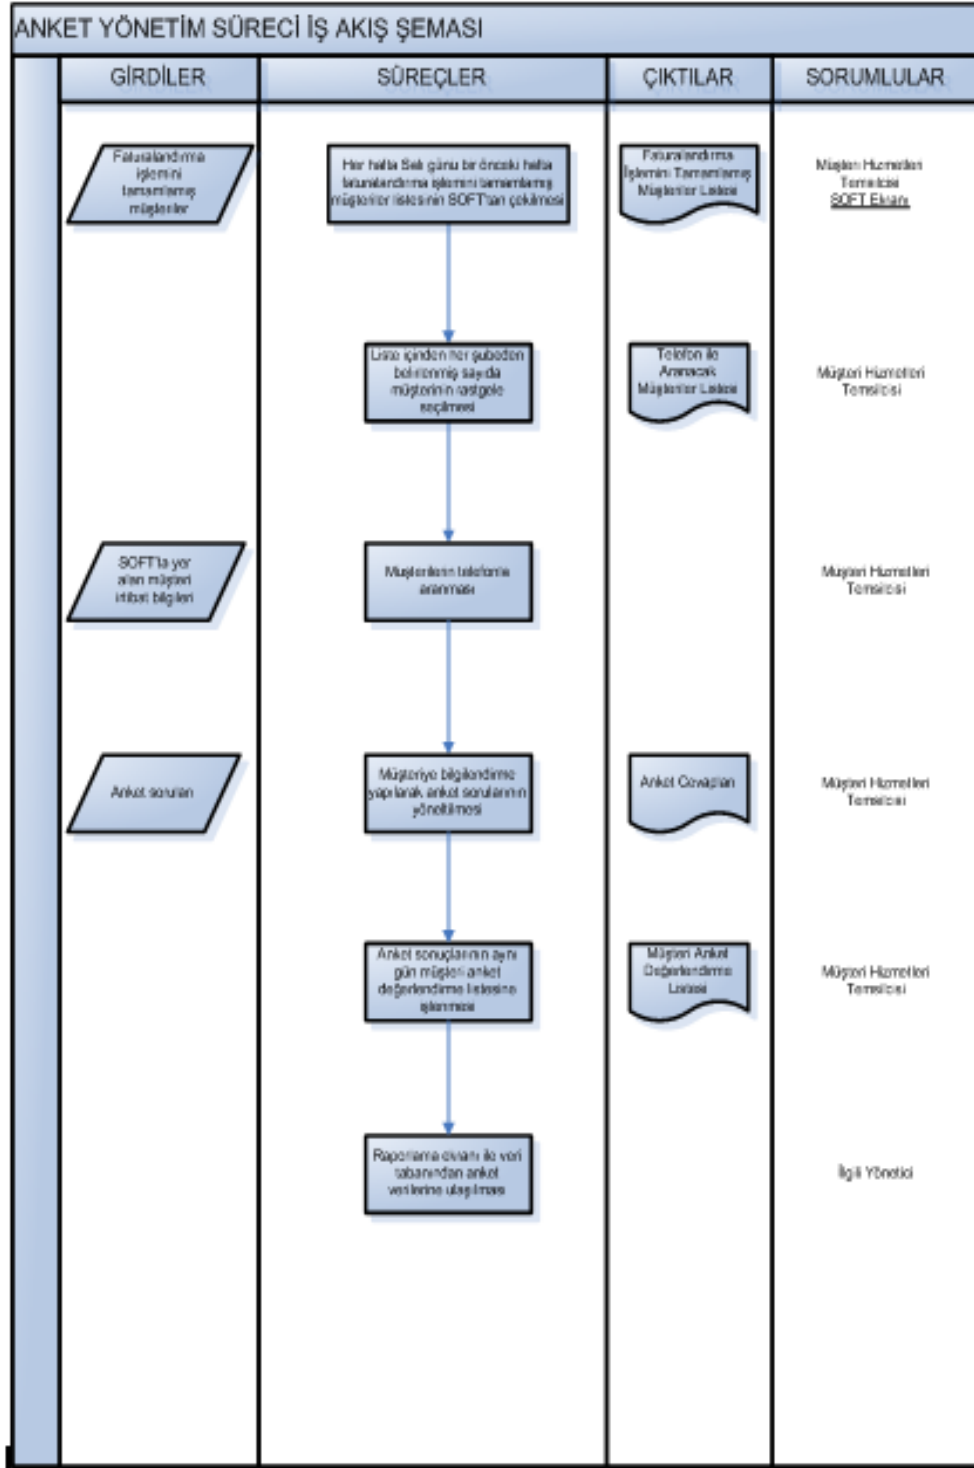 ANKET YÖNETİM SÜRECİ İŞ AKIŞ ŞEMASI
GİRDİLER
SÜREÇLER
ÇIKTILAR
SORUMLULAR
Faturalandırma
işlemini
tamamlamış
müşteriler
Her hafta Salı günü bir önceki hafta
faturalandırma işlemini tamamlamış
müşteriler listesinin SOFT'tan çekilmesi
Faturalandırma
İşlemini Tamamlamış
Müşteriler Listesi
Müşteri Hizmetleri
Temsilcisi
SOFT Ekranı
Liste içinden her şubeden
belirlenmiş sayıda
müşterinin rastgele
seçilmesi
Telefon ile
Aranacak
Müşteriler Listesi
Müşteri Hizmetleri
Temsilcisi
SOFT'ta yer
alan müşteri
irtibat bilgileri
Müşterilerin telefonla
aranması
Müşteri Hizmetleri
Temsilcisi
Anket soruları
Müşteriye bilgilendirme
yapılarak anket sorularının
yöneltilmesi
Anket Cevapları
Müşteri Hizmetleri
Temsilcisi
Anket sonuçlarının aynı
gün müşteri anket
değerlendirme listesine
işlenmesi
Müşteri Anket
Değerlendirme
Listesi
Müşteri Hizmetleri
Temsilcisi
Raporlama ekranı ile veri
tabanından anket
verilerine ulaşılması
İlgili Yönetici